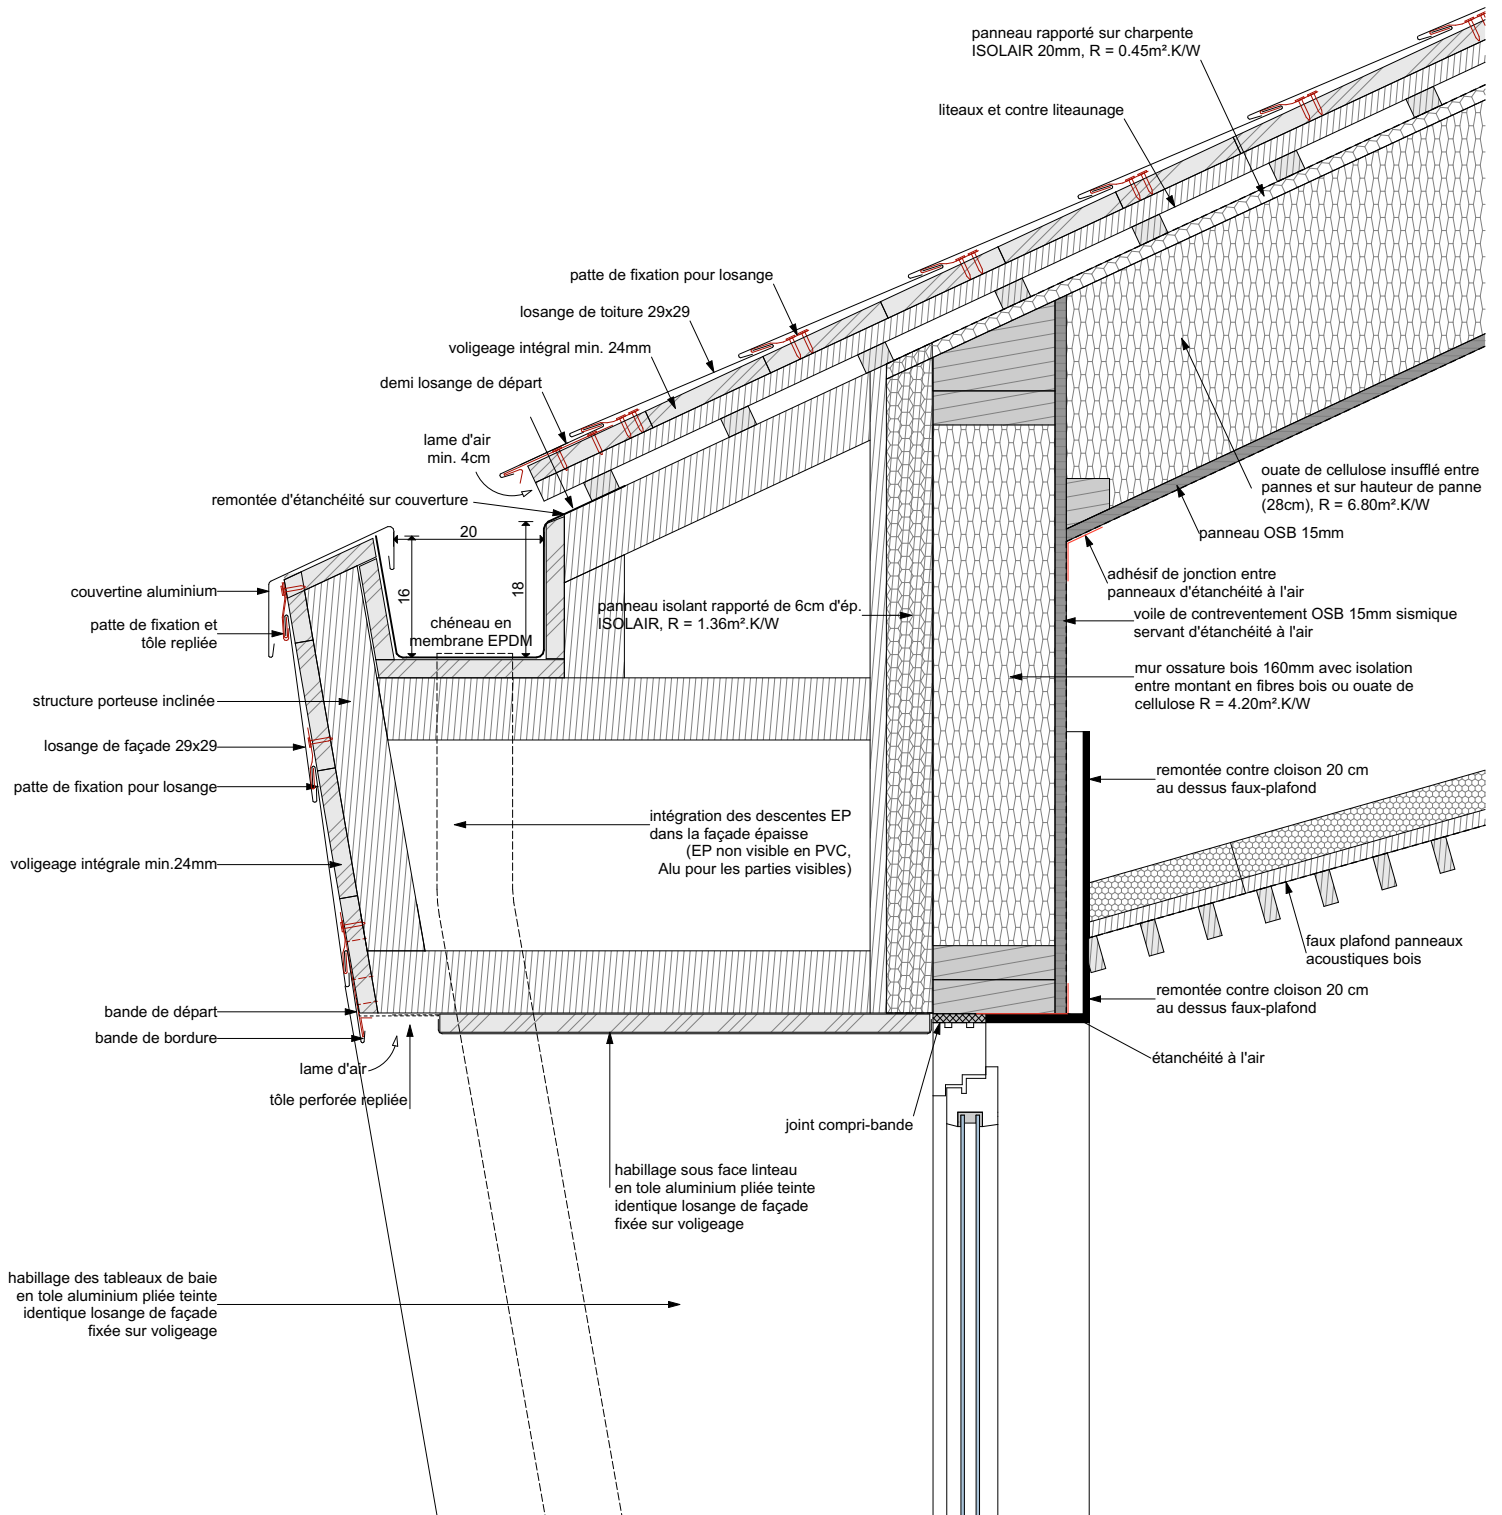 panneau rapporté sur charpente
ISOLAIR 20mm, R = 0.45m².K/W
liteaux et contre liteaunage
patte de fixation pour losange
losange de toiture 29x29
voligeage intégral min. 24mm
demi losange de départ
lame d'air
min. 4cm
remontée d'étanchéité sur couverture
20
16
18
chéneau en
membrane EPDM
couvertine aluminium
patte de fixation et
tôle repliée
structure porteuse inclinée
losange de façade 29x29
patte de fixation pour losange
voligeage intégrale min.24mm
bande de départ
bande de bordure
lame d'air
tôle perforée repliée
panneau isolant rapporté de 6cm d'ép.
ISOLAIR, R = 1.36m².K/W
intégration des descentes EP
dans la façade épaisse
(EP non visible en PVC,
Alu pour les parties visibles)
ouate de cellulose insufflé entre
pannes et sur hauteur de panne
(28cm), R = 6.80m².K/W
panneau OSB 15mm
adhésif de jonction entre
panneaux d'étanchéité à l'air
voile de contreventement OSB 15mm sismique
servant d'étanchéité à l'air
mur ossature bois 160mm avec isolation
entre montant en fibres bois ou ouate de
cellulose R = 4.20m².K/W
remontée contre cloison 20 cm
au dessus faux-plafond
faux plafond panneaux
acoustiques bois
remontée contre cloison 20 cm
au dessus faux-plafond
étanchéité à l'air
joint compri-bande
habillage sous face linteau
en tole aluminium pliée teinte
identique losange de façade
fixée sur voligeage
habillage des tableaux de baie
en tole aluminium pliée teinte
identique losange de façade
fixée sur voligeage